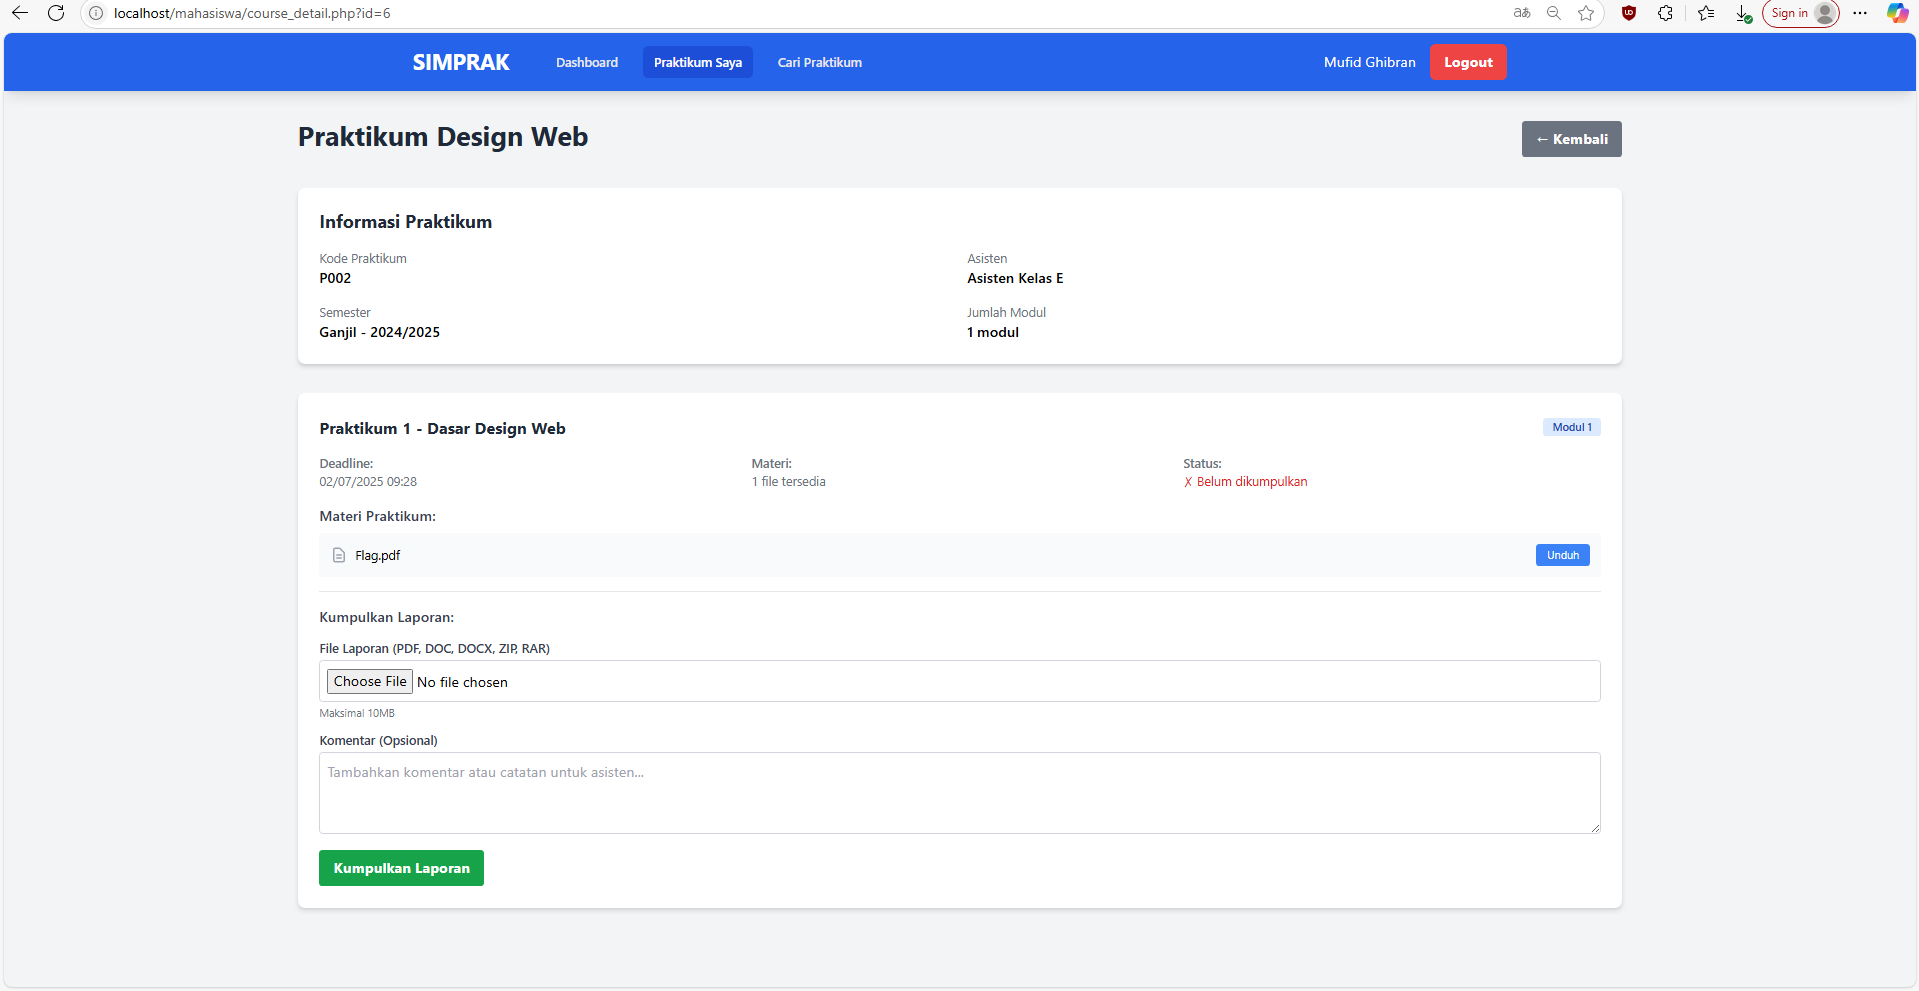 localhost/mahasiswa/course_detail.php?id=6
Sign in
SIMPRAK
Dashboard
Praktikum Saya
Cari Praktikum
Mufid Ghibran
Logout
Praktikum Design Web
← Kembali
Informasi Praktikum
Kode Praktikum
P002
Asisten
Asisten Kelas E
Semester
Ganjil - 2024/2025
Jumlah Modul
1 modul
Praktikum 1 - Dasar Design Web
Modul 1
Deadline:
02/07/2025 09:28
Materi:
1 file tersedia
Status:
✗ Belum dikumpulkan
Materi Praktikum:
Flag.pdf
Unduh
Kumpulkan Laporan:
File Laporan (PDF, DOC, DOCX, ZIP, RAR)
Choose File No file chosen
Maksimal 10MB
Komentar (Opsional)
Tambahkan komentar atau catatan untuk asisten...
Kumpulkan Laporan